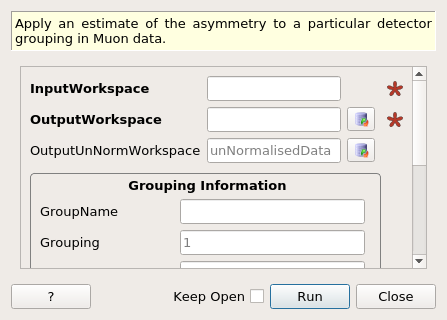 Apply an estimate of the asymmetry to a particular detector
grouping in Muon data.
InputWorkspace
OutputWorkspace
OutputUnNormWorkspace unNormalisedData
Grouping Information
GroupName
Grouping 1
? Keep Open Run Close